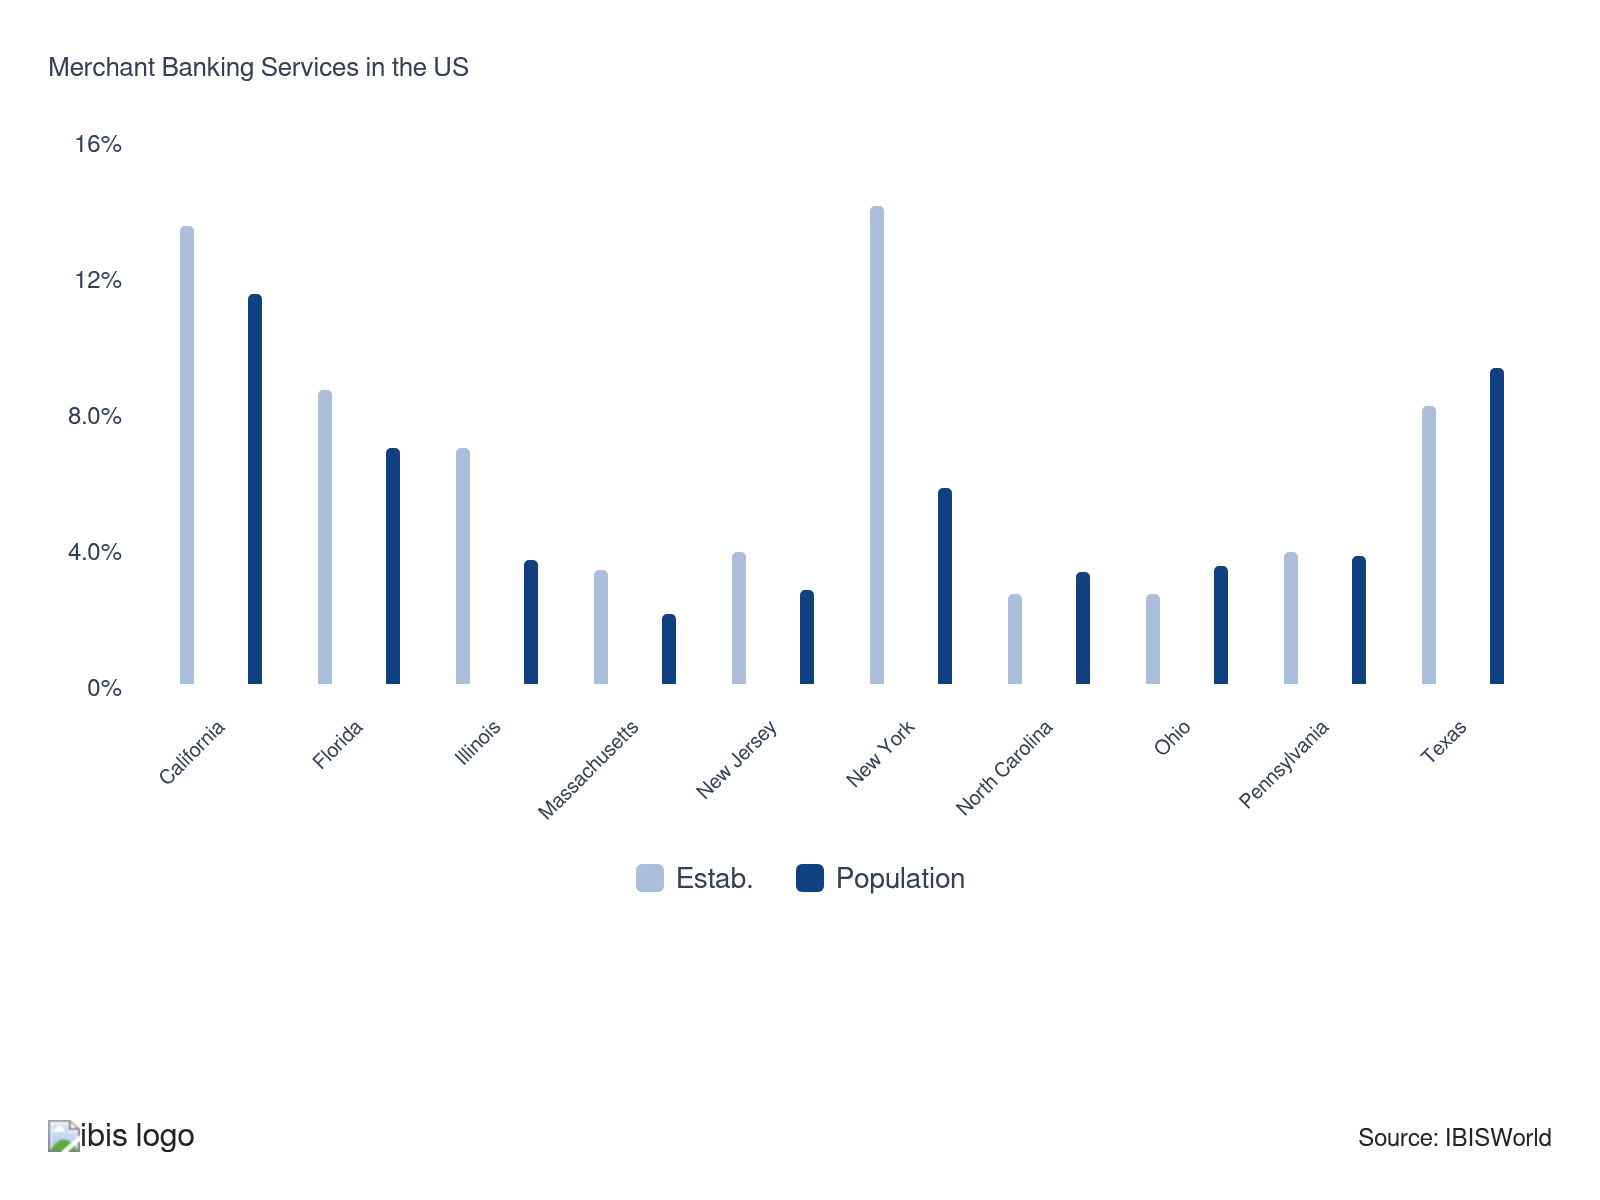 Merchant Banking Services in the US
16%
12%
8.0%
4.0%
0%
California
Florida
Illinois
Massachusetts
New Jersey
New York
North Carolina
Ohio
Pennsylvania
Texas
Estab.
Population
ibis logo
Source: IBISWorld